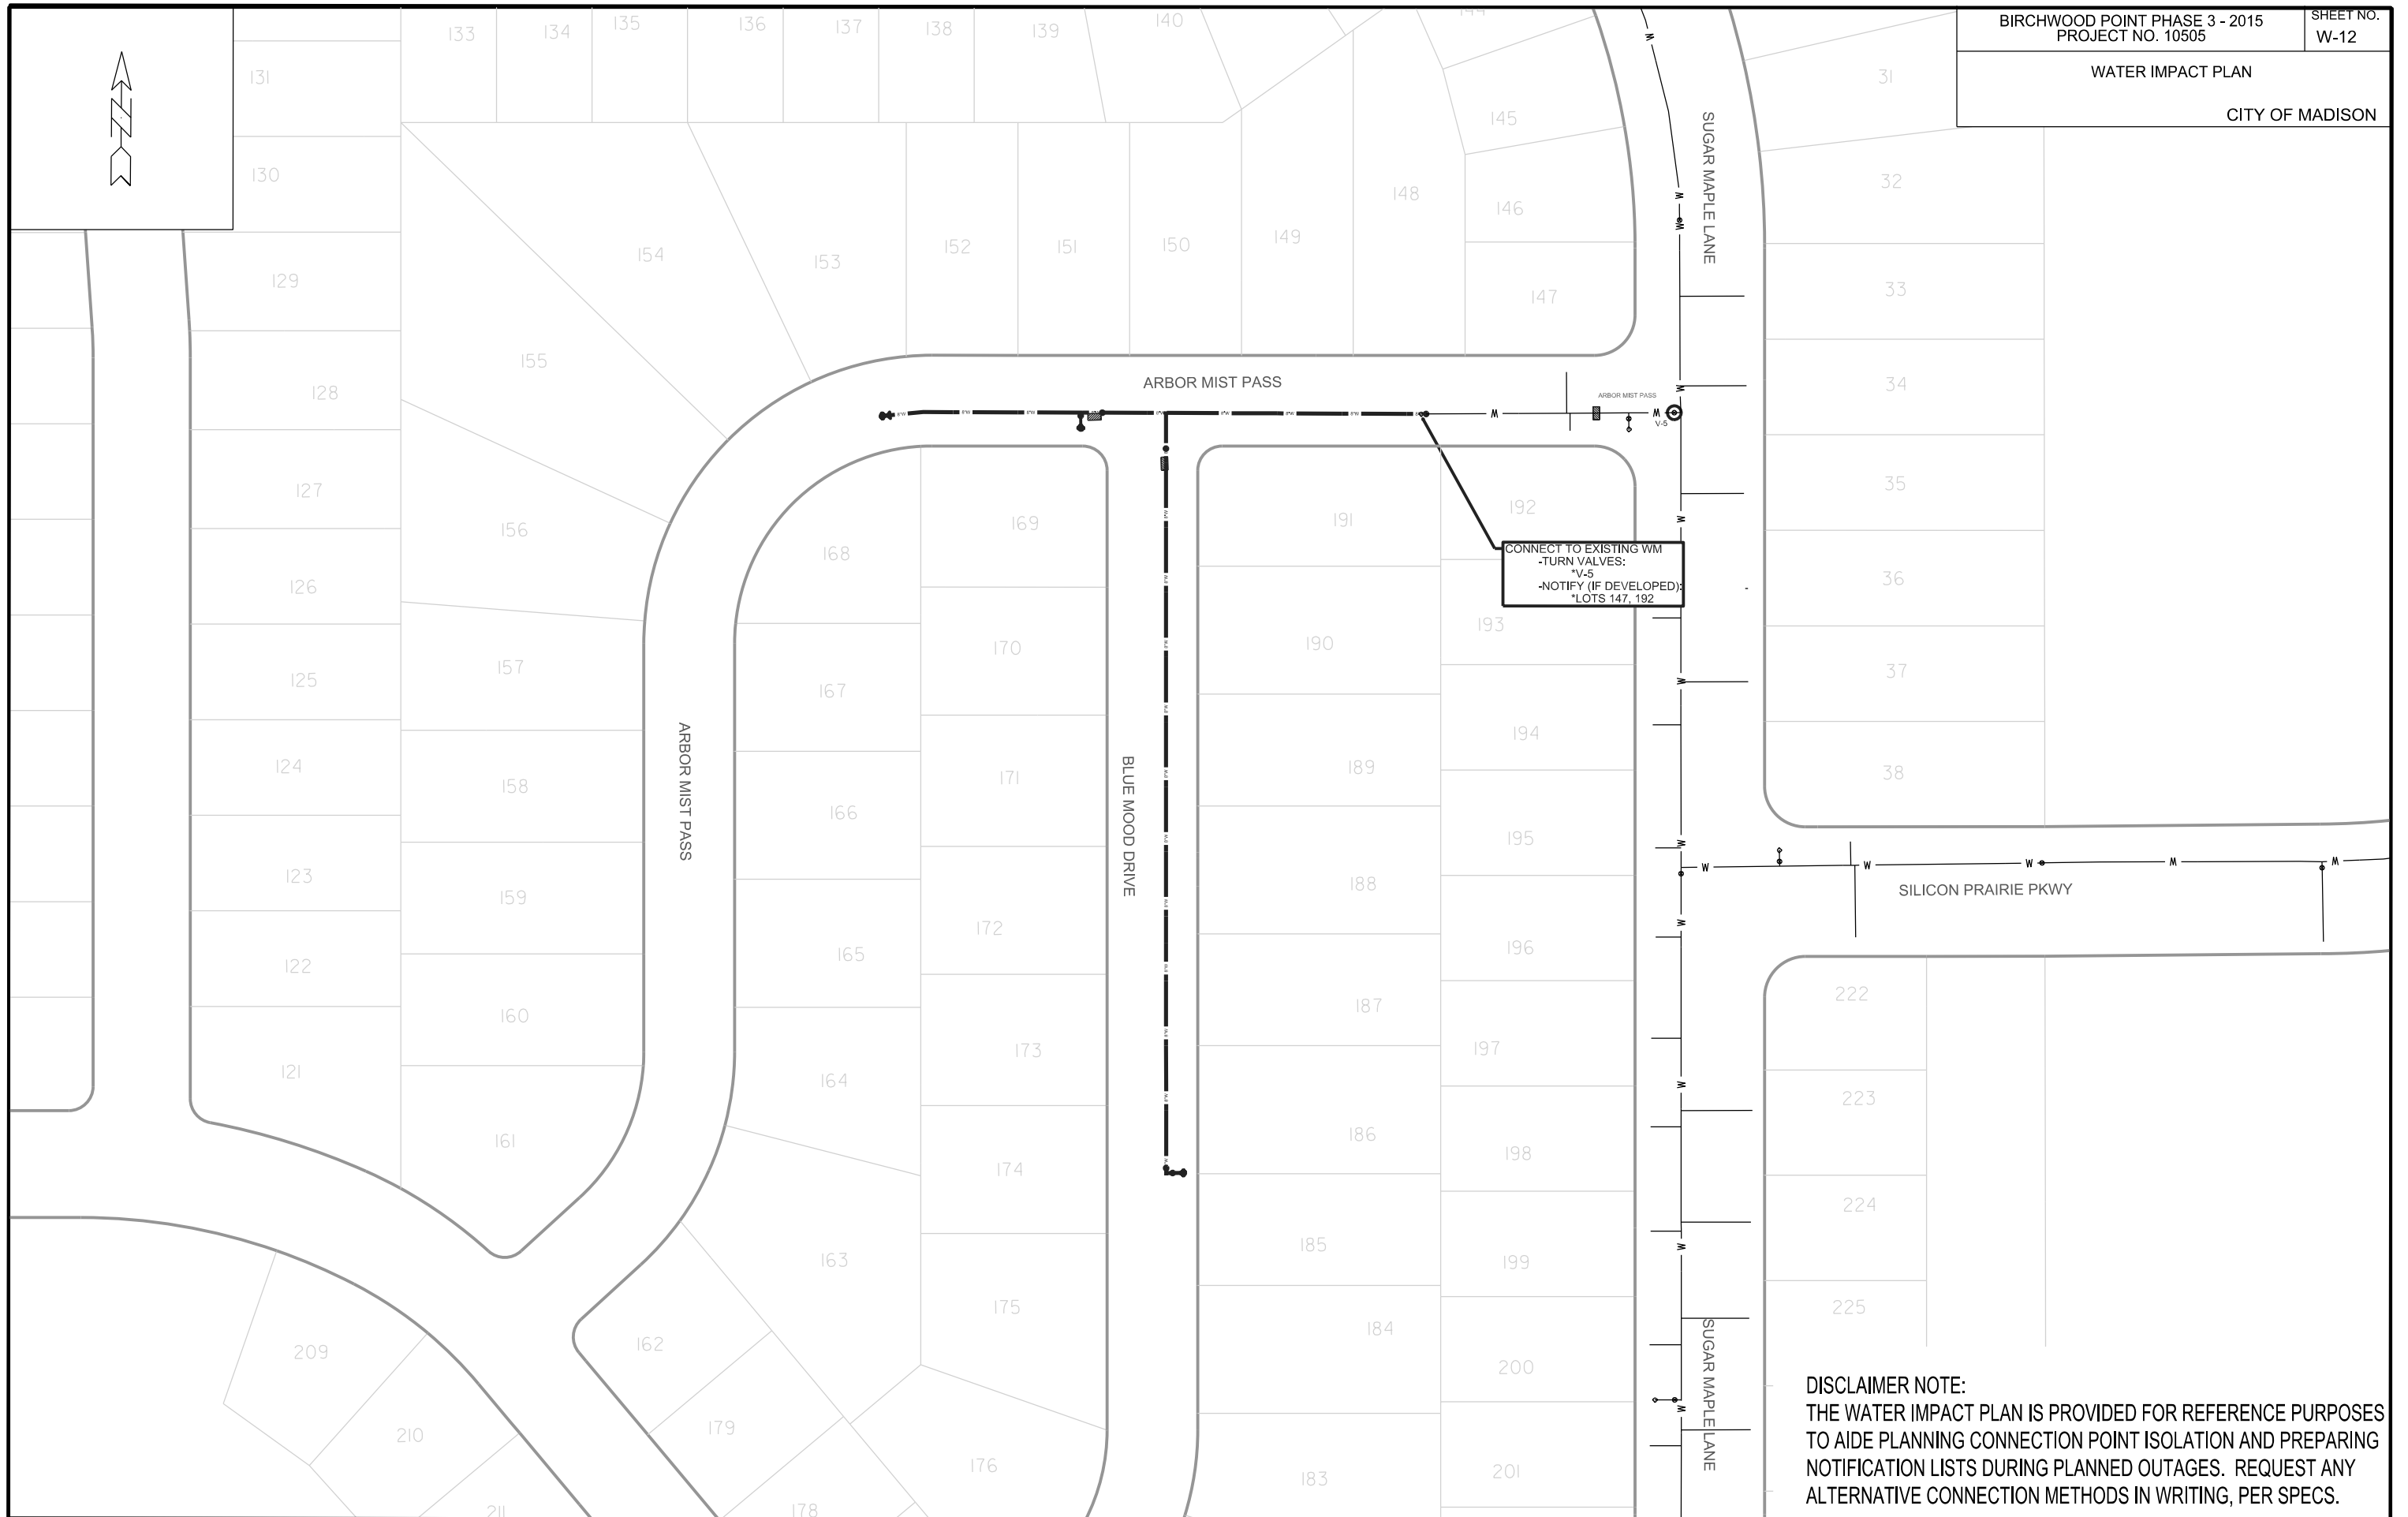 BIRCHWOOD POINT PHASE 3 - 2015
PROJECT NO. 10505
SHEET NO.
W-12
WATER IMPACT PLAN
CITY OF MADISON
N
133
134
135
136
137
138
139
140
131
130
129
128
127
126
125
124
123
122
121
154
153
152
151
150
149
148
145
146
147
155
156
157
158
159
160
161
31
32
33
34
35
36
37
38
SUGAR MAPLE LANE
ARBOR MIST PASS
ARBOR MIST PASS
V-5
W
W
W
8"W
CONNECT TO EXISTING WM
-TURN VALVES:
*V-5
-NOTIFY (IF DEVELOPED):
*LOTS 147, 192
168
169
191
192
167
170
190
193
166
171
189
194
165
172
188
195
164
173
187
196
163
174
186
197
162
175
185
198
179
176
184
199
178
183
200
201
ARBOR MIST PASS
BLUE MOOD DRIVE
W
W
W
W
W
SILICON PRAIRIE PKWY
222
223
224
225
209
210
211
SUGAR MAPLE LANE
DISCLAIMER NOTE:
THE WATER IMPACT PLAN IS PROVIDED FOR REFERENCE PURPOSES
TO AIDE PLANNING CONNECTION POINT ISOLATION AND PREPARING
NOTIFICATION LISTS DURING PLANNED OUTAGES. REQUEST ANY
ALTERNATIVE CONNECTION METHODS IN WRITING, PER SPECS.